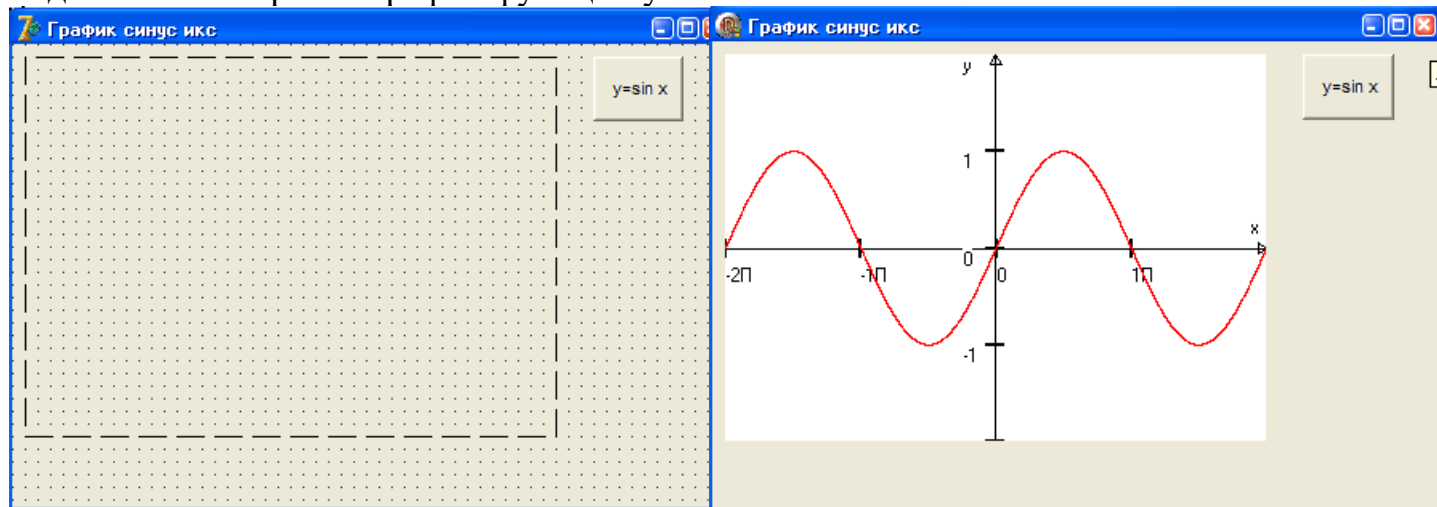 График синус икс
y=sin x
График синус икс
y
y=sin x
1
x
0
-2П
-1П
0
1П
-1